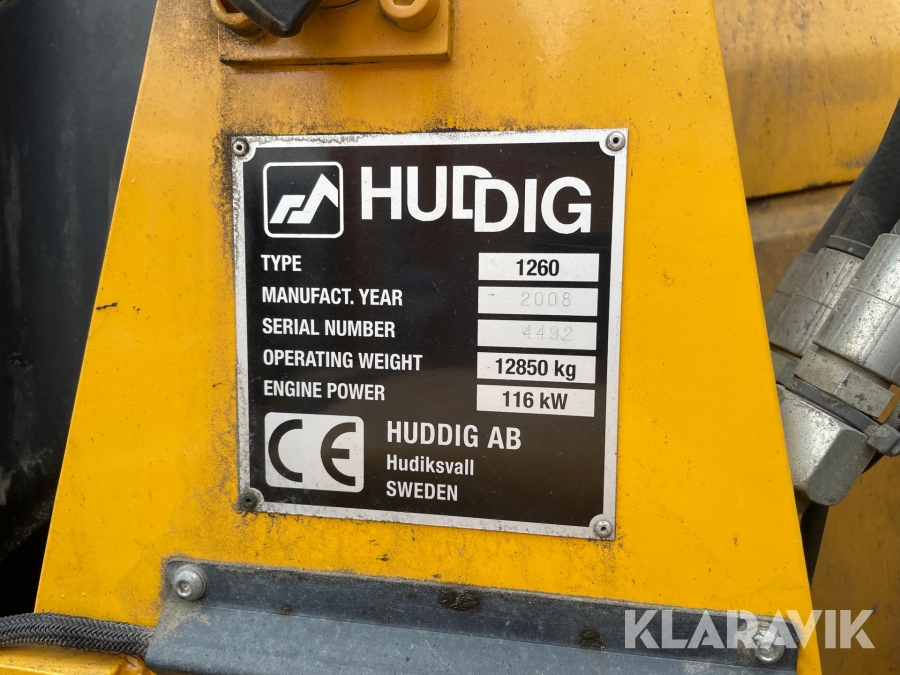 HUDDIG
TYPE 1260
MANUFACT. YEAR 2008
SERIAL NUMBER 4492
OPERATING WEIGHT 12850 kg
ENGINE POWER 116 kW
CE HUDDIG AB
Hudiksvall
SWEDEN
KLARAVIK